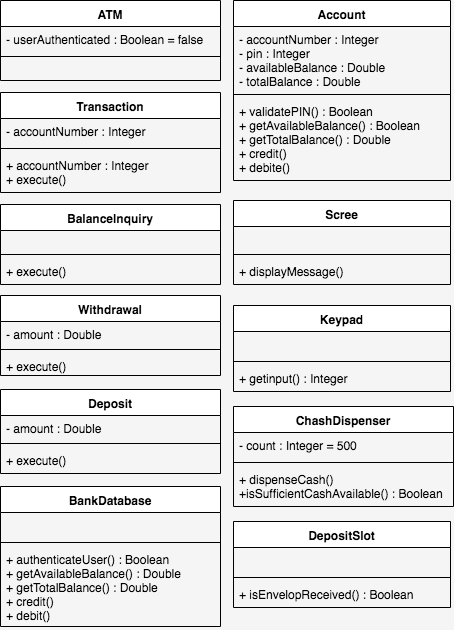 ATM
- userAuthenticated : Boolean = false
Transaction
- accountNumber : Integer
+ accountNumber : Integer
+ execute()
BalanceInquiry
+ execute()
Withdrawal
- amount : Double
+ execute()
Deposit
- amount : Double
+ execute()
BankDatabase
+ authenticateUser() : Boolean
+ getAvailableBalance() : Double
+ getTotalBalance() : Double
+ credit()
+ debit()
Account
- accountNumber : Integer
- pin : Integer
- availableBalance : Double
- totalBalance : Double
+ validatePIN() : Boolean
+ getAvailableBalance() : Boolean
+ getTotalBalance() : Double
+ credit()
+ debite()
Scree
+ displayMessage()
Keypad
+ getinput() : Integer
ChashDispenser
- count : Integer = 500
+ dispenseCash()
+isSufficientCashAvailable() : Boolean
DepositSlot
+ isEnvelopReceived() : Boolean